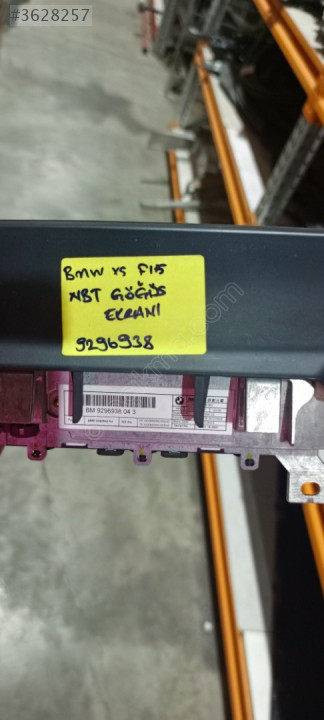 #3628257
BMW x5 F15
NBT GÖĞÜS
EKRANI
9296938
BM 9296938 04 3